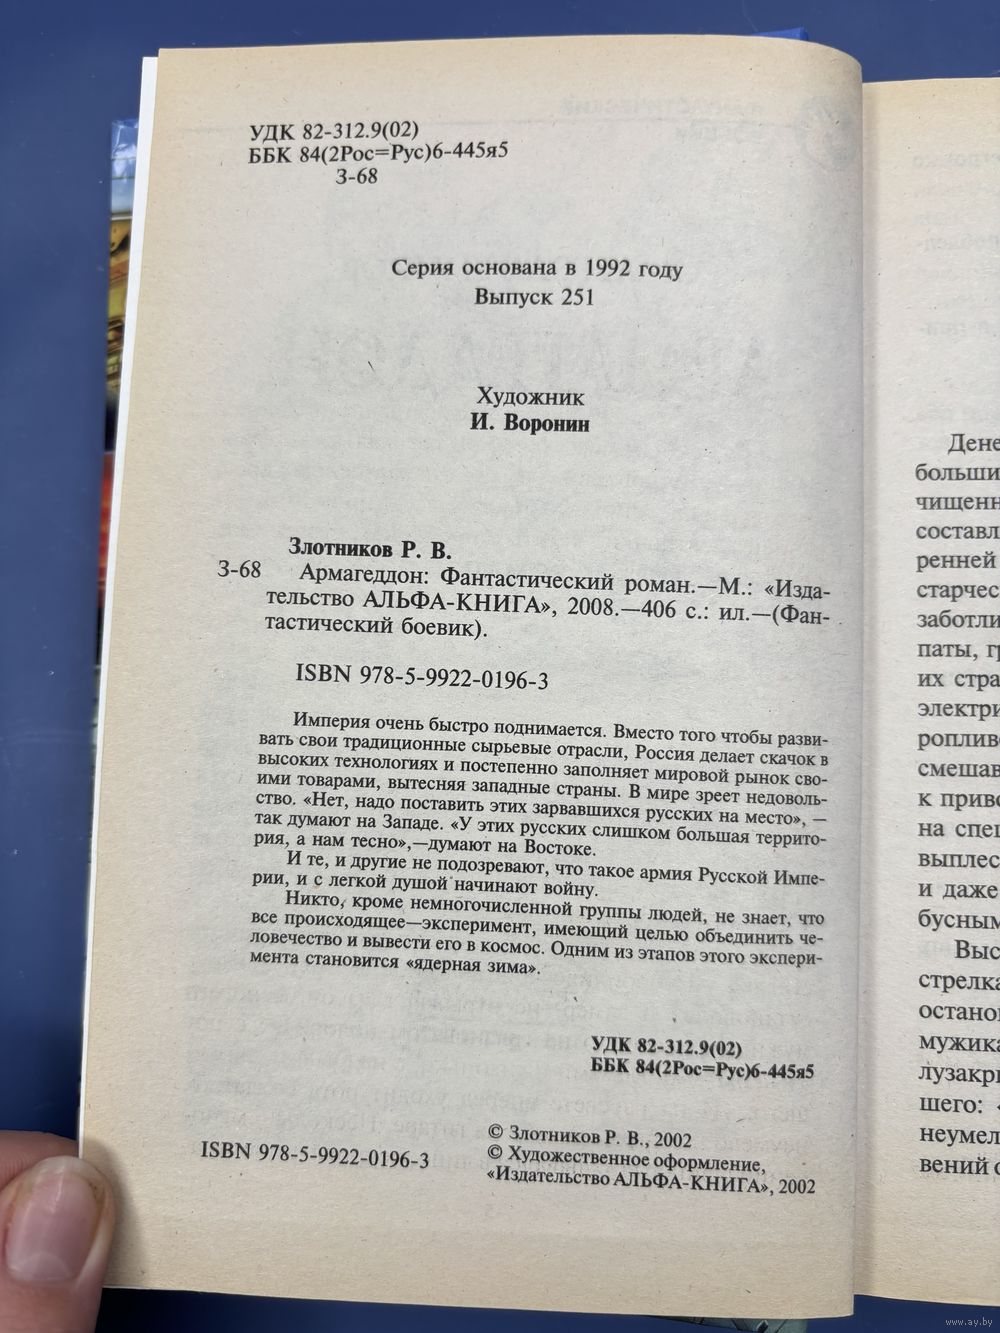 УДК 82-312.9(02)
ББК 84(2Рос=Рус)6-445я5
З-68
Серия основана в 1992 году
Выпуск 251
Художник
И. Воронин
Злотников Р. В.
З-68 Армагеддон: Фантастический роман.—М.: «Изда-
тельство АЛЬФА-КНИГА», 2008.—406 с.: ил.—(Фан-
тастический боевик).
ISBN 978-5-9922-0196-3
Империя очень быстро поднимается. Вместо того чтобы разви-
вать свои традиционные сырьевые отрасли, Россия делает скачок в
высоких технологиях и постепенно заполняет мировой рынок сво-
ими товарами, вытесняя западные страны. В мире зреет недоволь-
ство. «Нет, надо поставить этих зарвавшихся русских на место», —
так думают на Западе. «У этих русских слишком большая террито-
рия, а нам тесно»,—думают на Востоке.
И те, и другие не подозревают, что такое армия Русской Импе-
рии, и с легкой душой начинают войну.
Никто, кроме немногочисленной группы людей, не знает, что
все происходящее—эксперимент, имеющий целью объединить че-
ловечество и вывести его в космос. Одним из этапов этого экспери-
мента становится «ядерная зима».
УДК 82-312.9(02)
ББК 84(2Рос=Рус)6-445я5
© Злотников Р. В., 2002
© Художественное оформление,
«Издательство АЛЬФА-КНИГА», 2002
ISBN 978-5-9922-0196-3
Дене
больши
чищенн
составл
ренней
старчес
заботли
паты, гр
их стра
электри
ропливо
смешав
к приво
на спец
выплес
и даже
бусным
Выс
стрелка
останов
мужика
лузакры
шего: «
неумел
вений с
www.ay.by